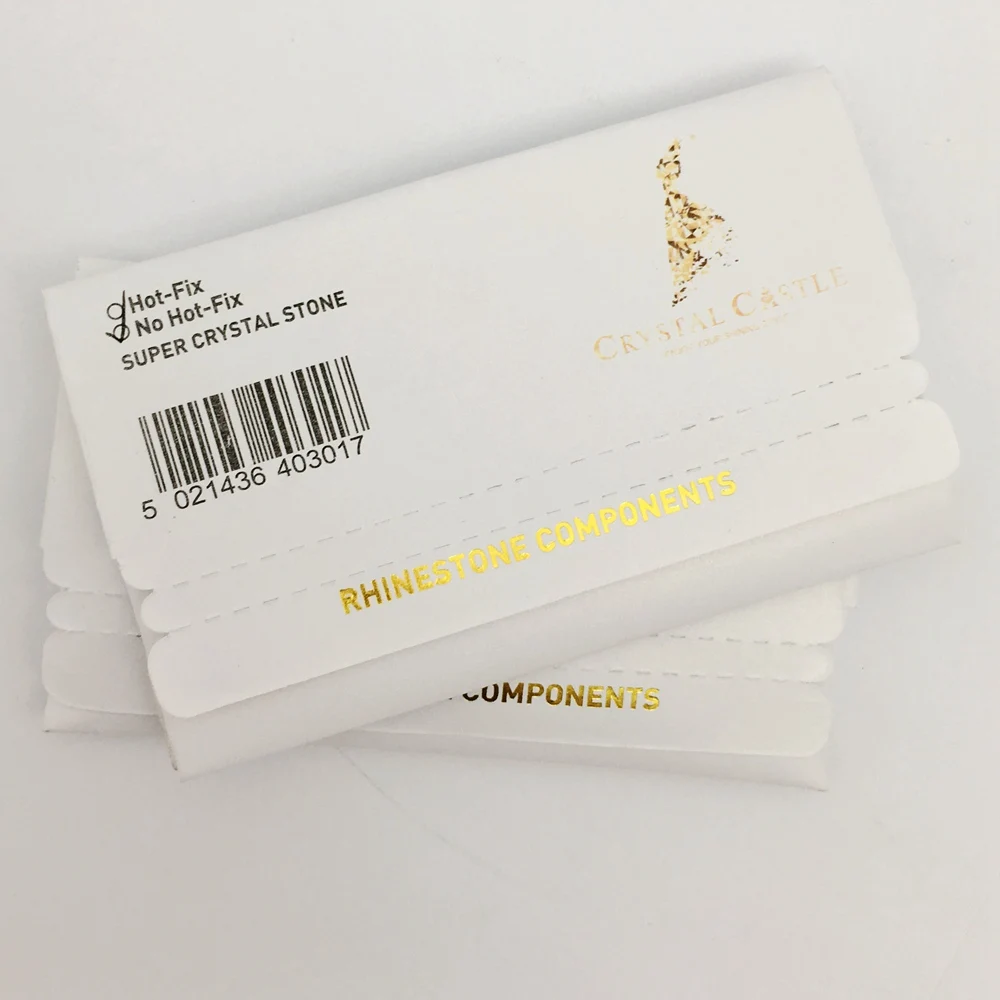 Hot-Fix
No Hot-Fix
SUPER CRYSTAL STONE
5 021436 403017
CRYSTAL CASTLE
RHINESTONE COMPONENTS
COMPONENTS